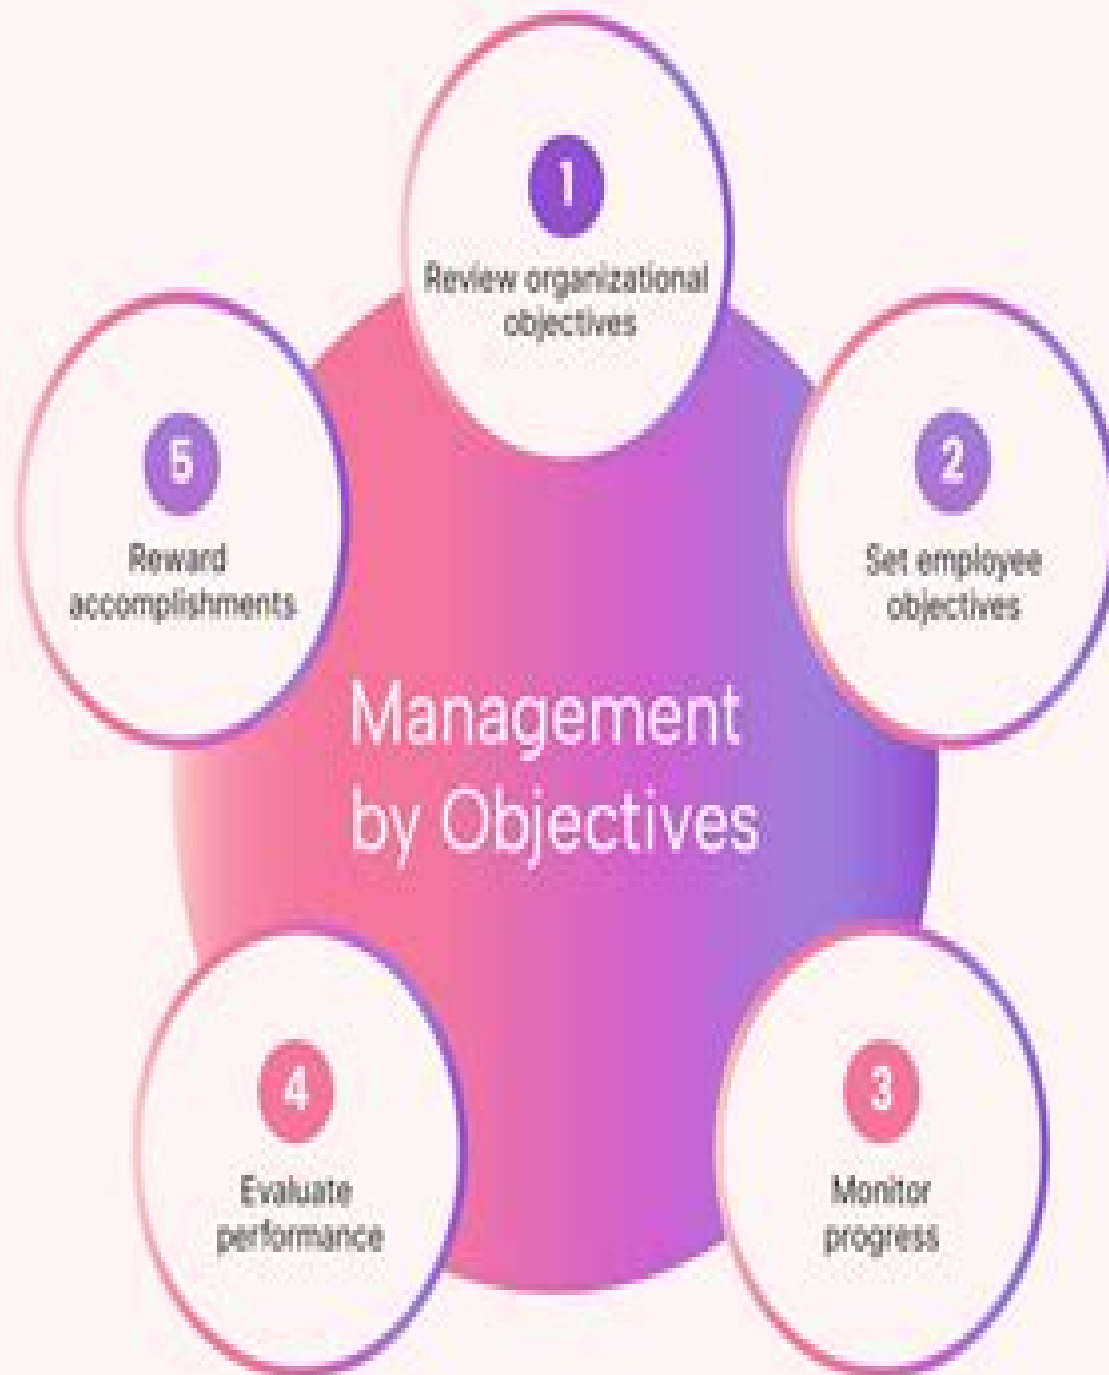 1
Review organizational
objectives
2
Set employee
objectives
3
Monitor
progress
4
Evaluate
performance
5
Reward
accomplishments
Management
by Objectives